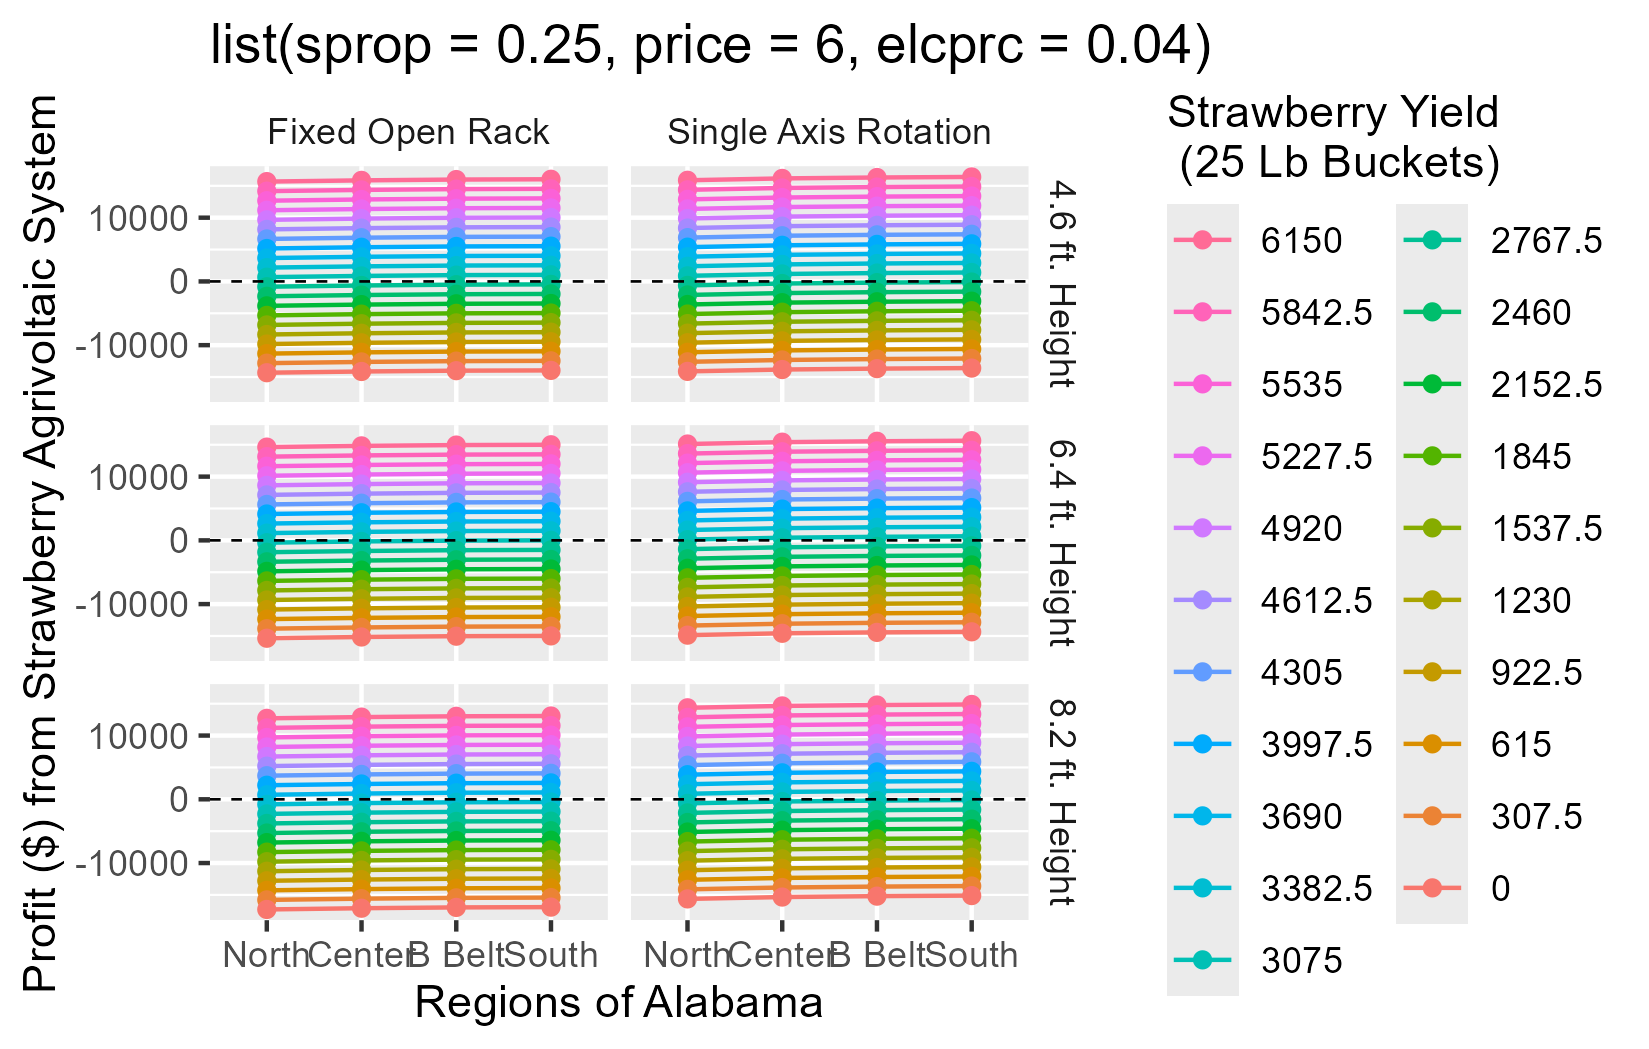 list(sprop = 0.25, price = 6, elcprc = 0.04)
Profit ($) from Strawberry Agrivoltaic System
Fixed Open Rack
Single Axis Rotation
10000
0
-10000
4.6 ft. Height
10000
0
-10000
6.4 ft. Height
10000
0
-10000
8.2 ft. Height
North Center B Belt South
North Center B Belt South
Regions of Alabama
Strawberry Yield
(25 Lb Buckets)
6150
5842.5
5535
5227.5
4920
4612.5
4305
3997.5
3690
3382.5
3075
2767.5
2460
2152.5
1845
1537.5
1230
922.5
615
307.5
0